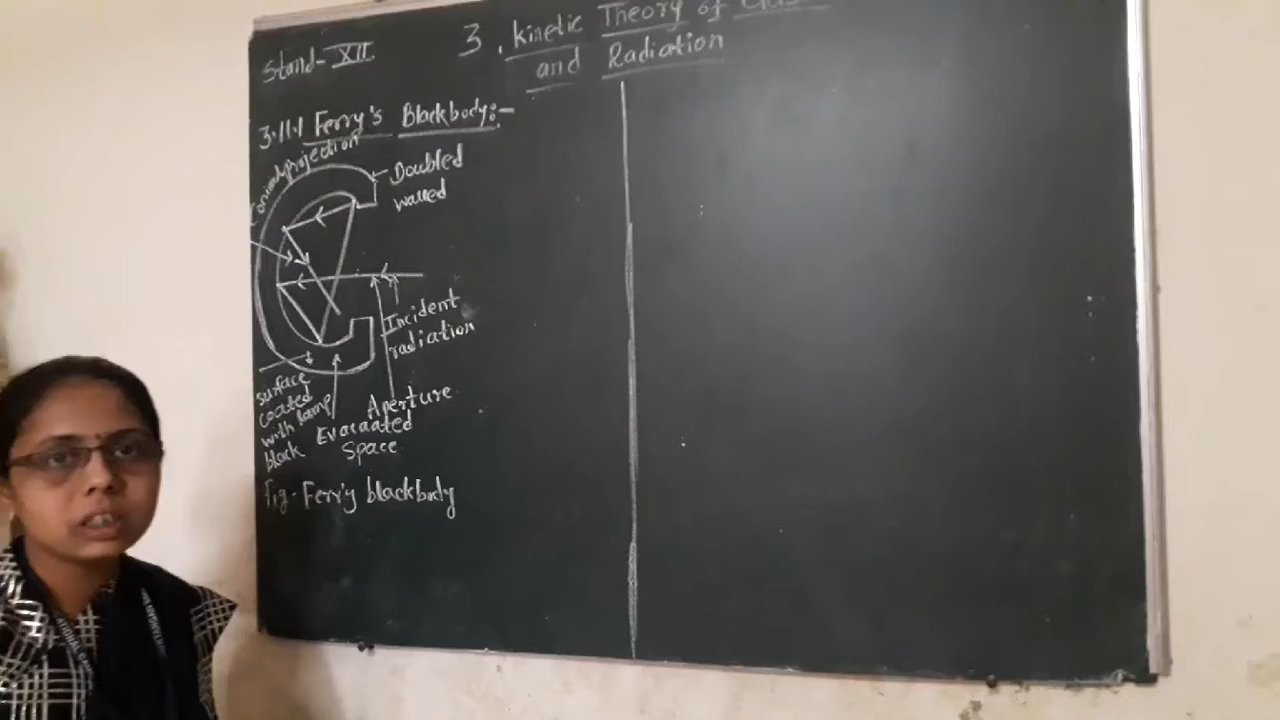 Stand- XII
3. kinetic Theory of Gas
and Radiation
3.11.1 Ferry's Blackbody:-
projection
Doubled
walled
Incident
radiation
surface
coated
with lamp
black
Aperture
Evacuated
Space
Fig- Ferry blackbody